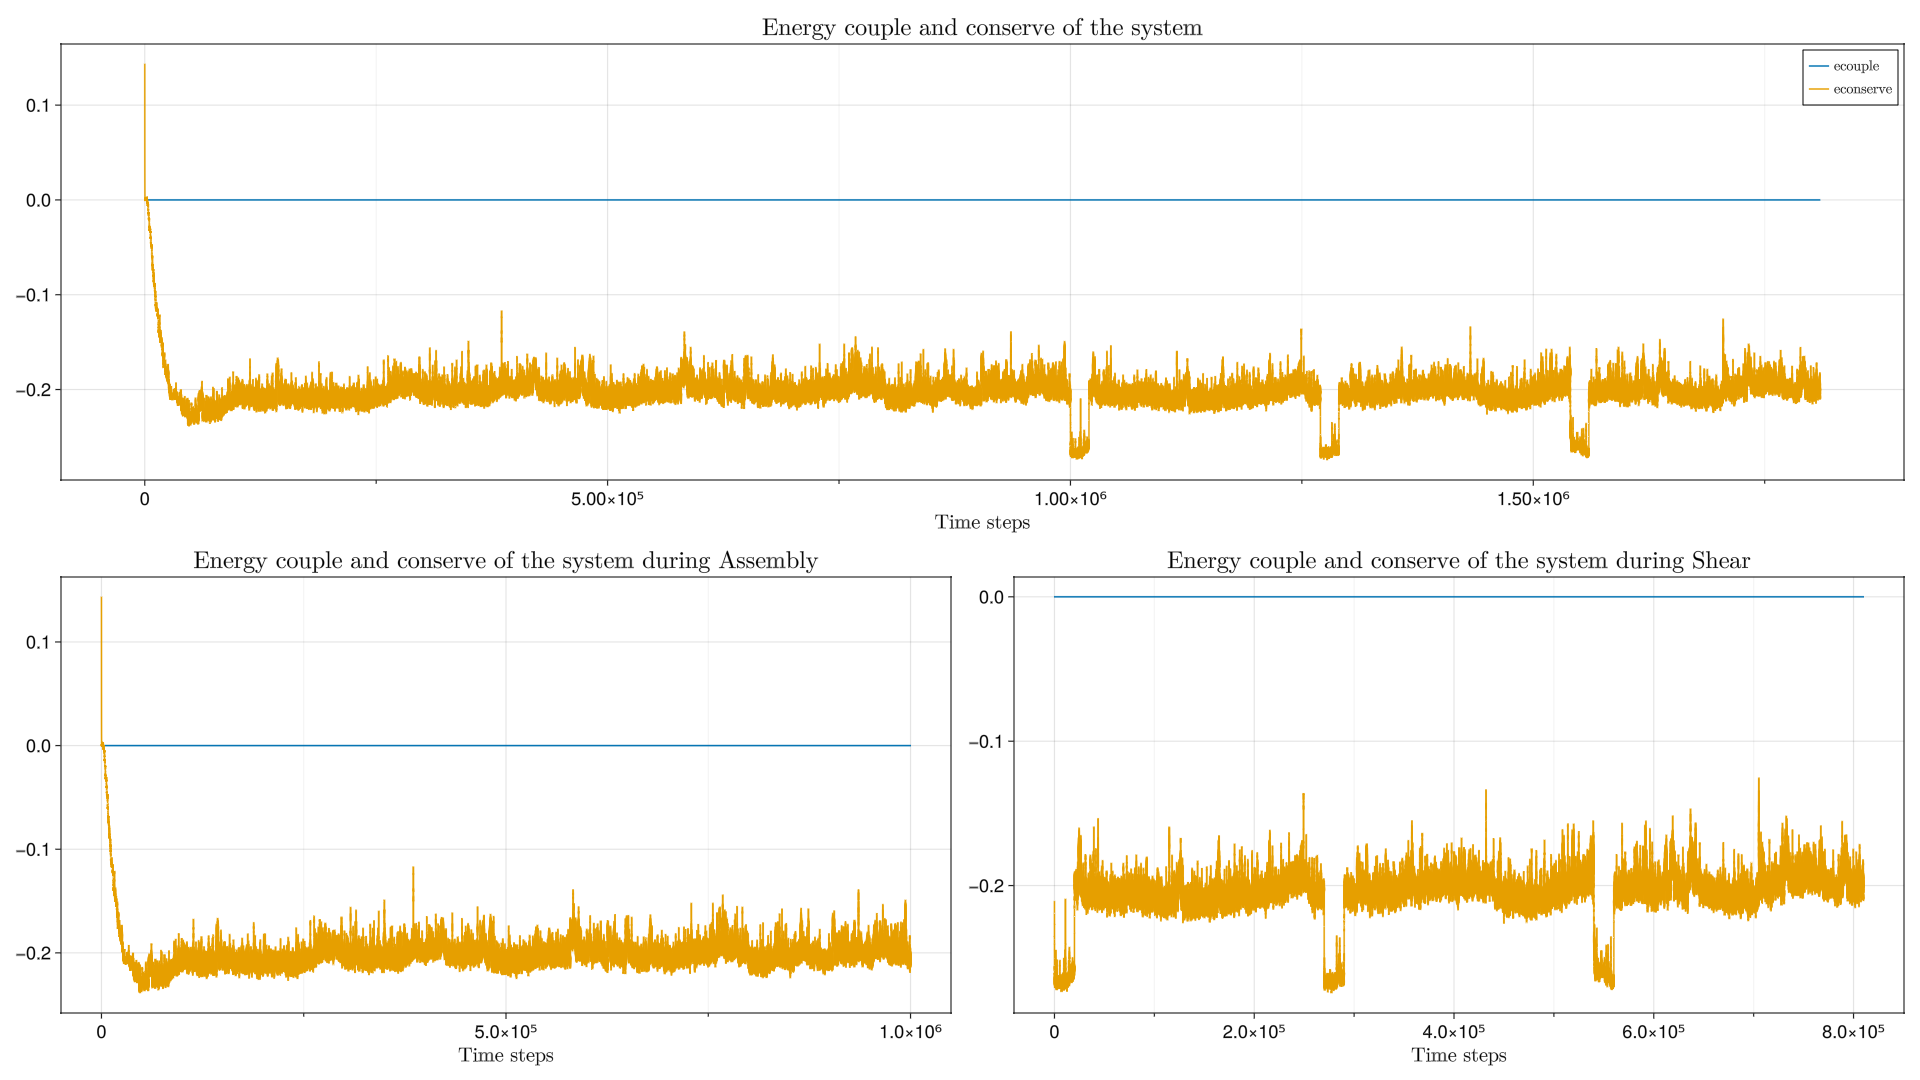 Energy couple and conserve of the system
ecouple
econserve
0.1
0.0
−0.1
−0.2
0 5.00×10⁵ 1.00×10⁶ 1.50×10⁶
Time steps
Energy couple and conserve of the system during Assembly
0.1
0.0
−0.1
−0.2
0 5.0×10⁵ 1.0×10⁶
Time steps
Energy couple and conserve of the system during Shear
0.0
−0.1
−0.2
0 2.0×10⁵ 4.0×10⁵ 6.0×10⁵ 8.0×10⁵
Time steps